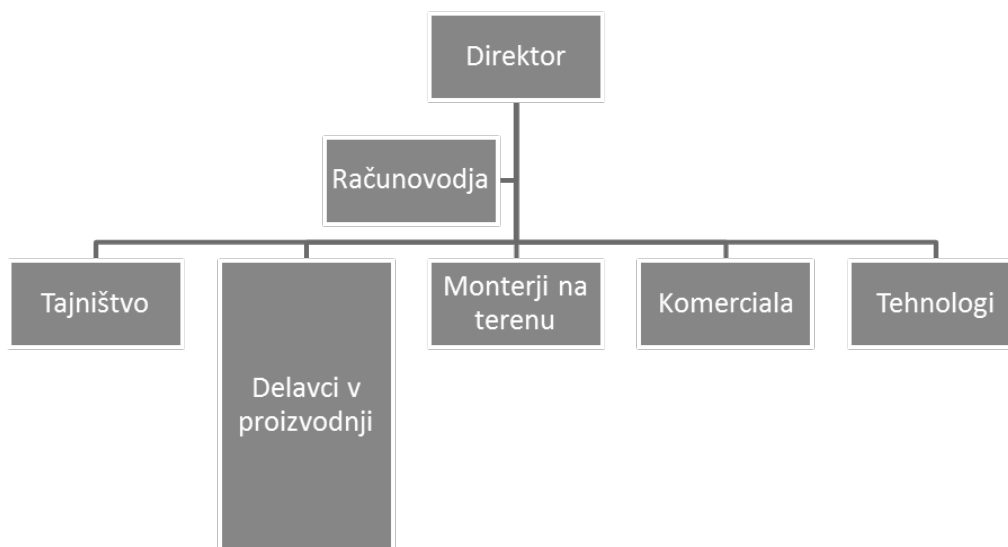 Direktor
Računovodja
Tajništvo
Delavci v
proizvodnji
Monterji na
terenu
Komerciala
Tehnologi